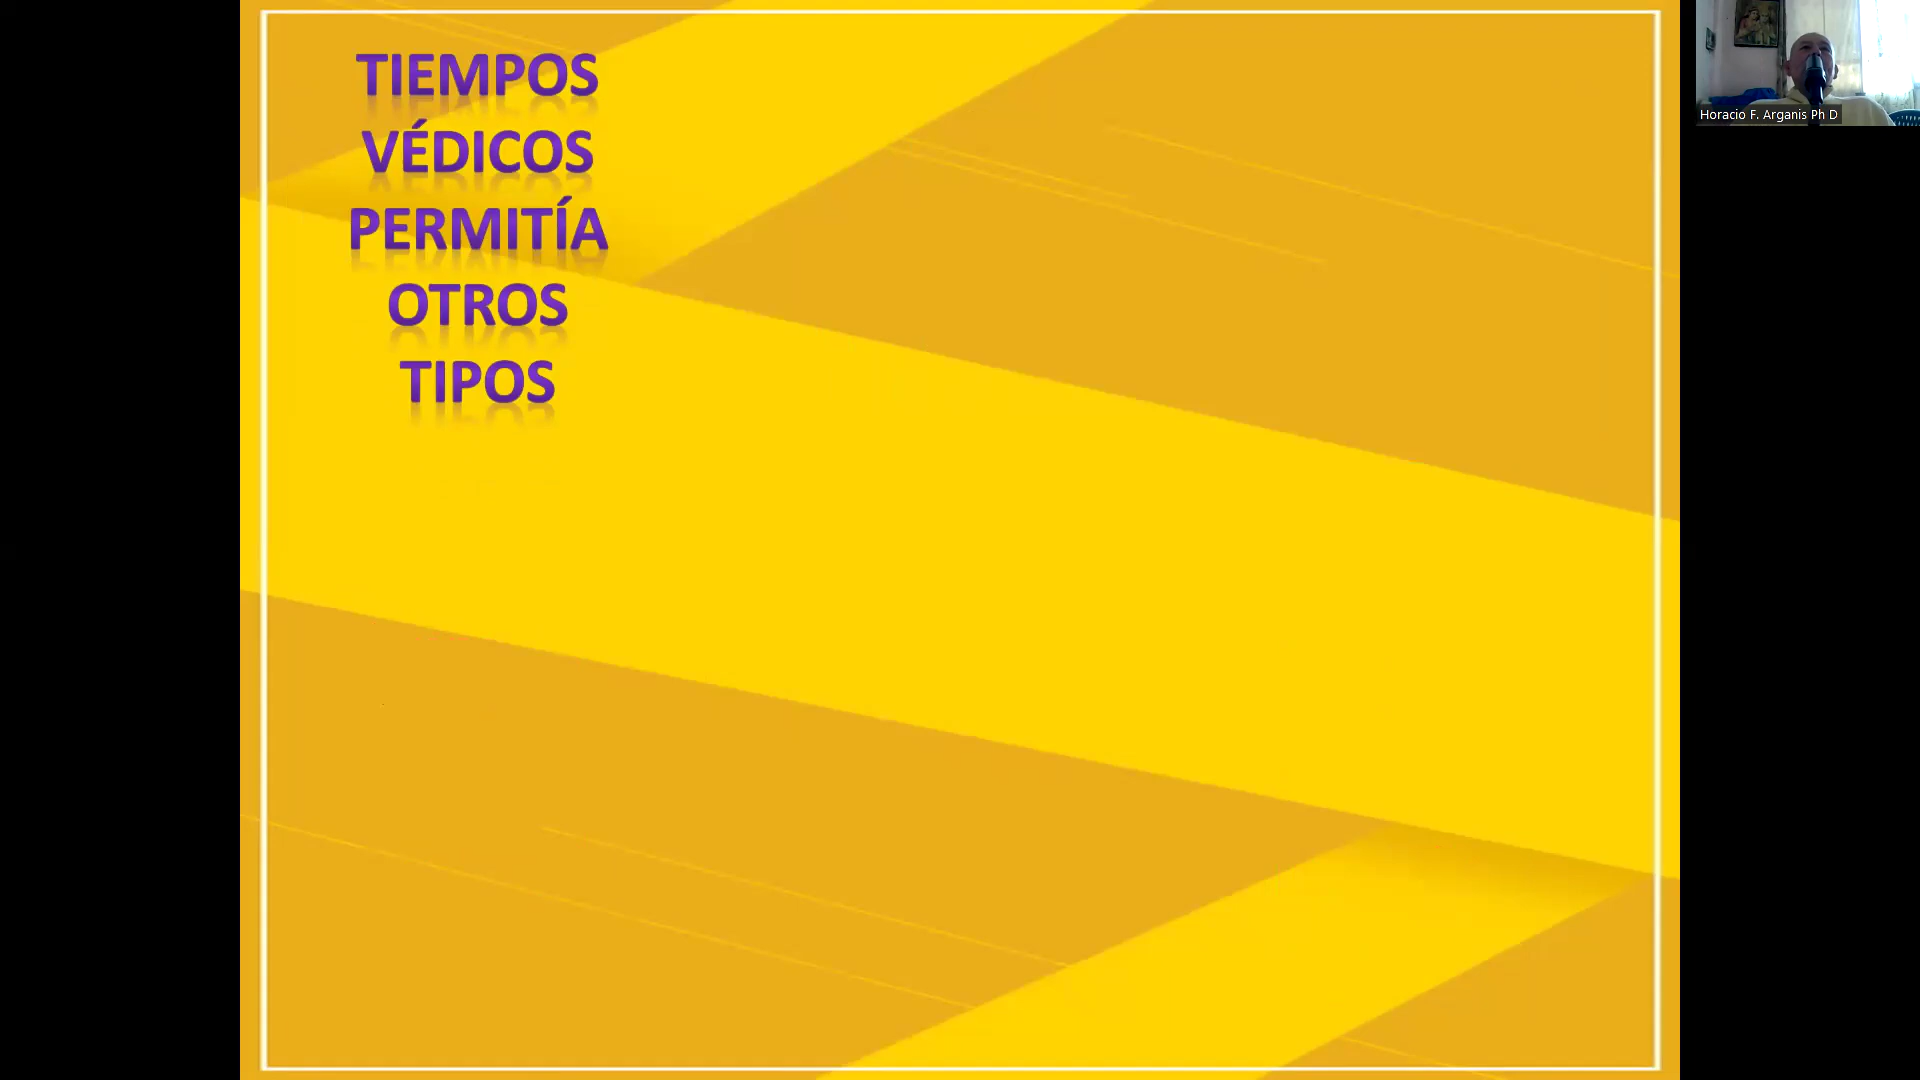 TIEMPOS
VÉDICOS
PERMITÍA
OTROS
TIPOS
Horacio F. Arganis Ph D